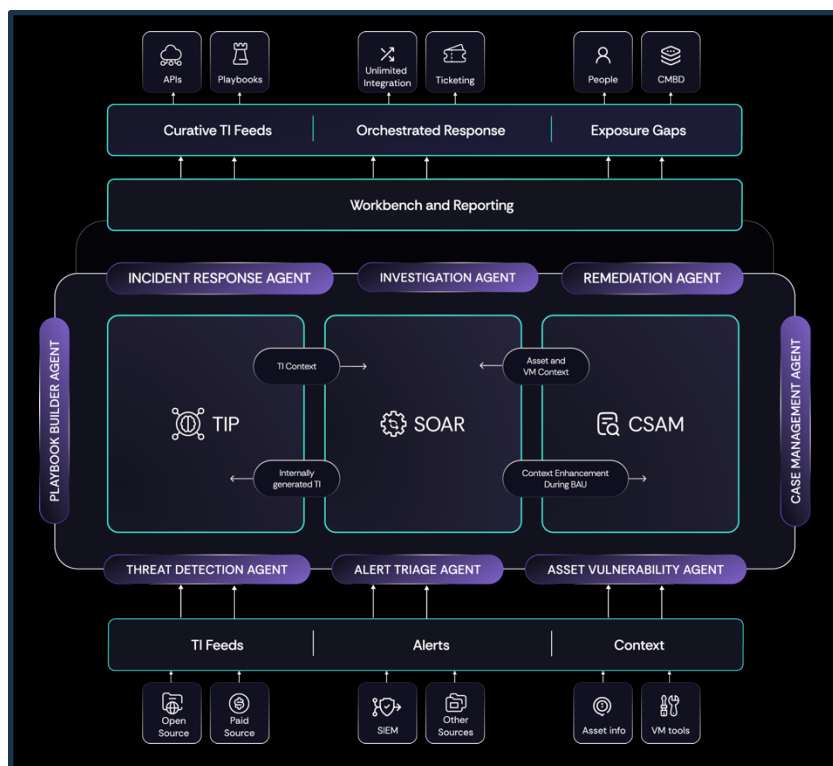 APIs
Playbooks
Unlimited
Integration
Ticketing
People
CMBD
Curative TI Feeds
Orchestrated Response
Exposure Gaps
Workbench and Reporting
INCIDENT RESPONSE AGENT
INVESTIGATION AGENT
REMEDIATION AGENT
PLAYBOOK BUILDER AGENT
CASE MANAGEMENT AGENT
TI Context
Asset and
VM Context
TIP
SOAR
CSAM
Internally
generated TI
Context Enhancement
During BAU
THREAT DETECTION AGENT
ALERT TRIAGE AGENT
ASSET VULNERABILITY AGENT
TI Feeds
Alerts
Context
Open
Source
Paid
Source
SIEM
Other
Sources
Asset info
VM tools